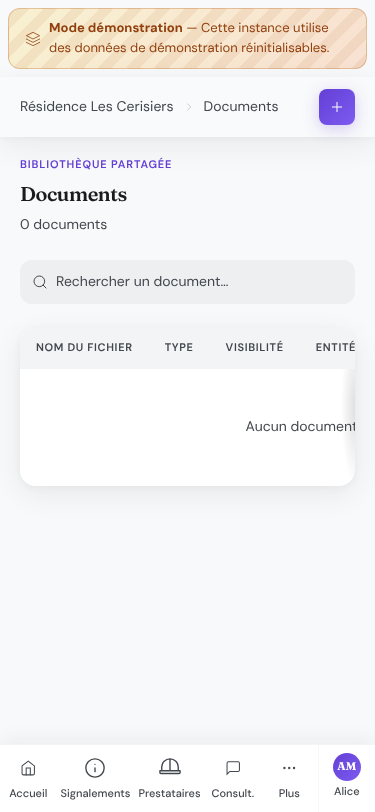 Mode démonstration — Cette instance utilise
des données de démonstration réinitialisables.
Résidence Les Cerisiers > Documents
BIBLIOTHÈQUE PARTAGÉE
Documents
0 documents
Rechercher un document…
NOM DU FICHIER TYPE VISIBILITÉ ENTITÉ
Aucun document
Accueil Signalements Prestataires Consult. Plus AM Alice